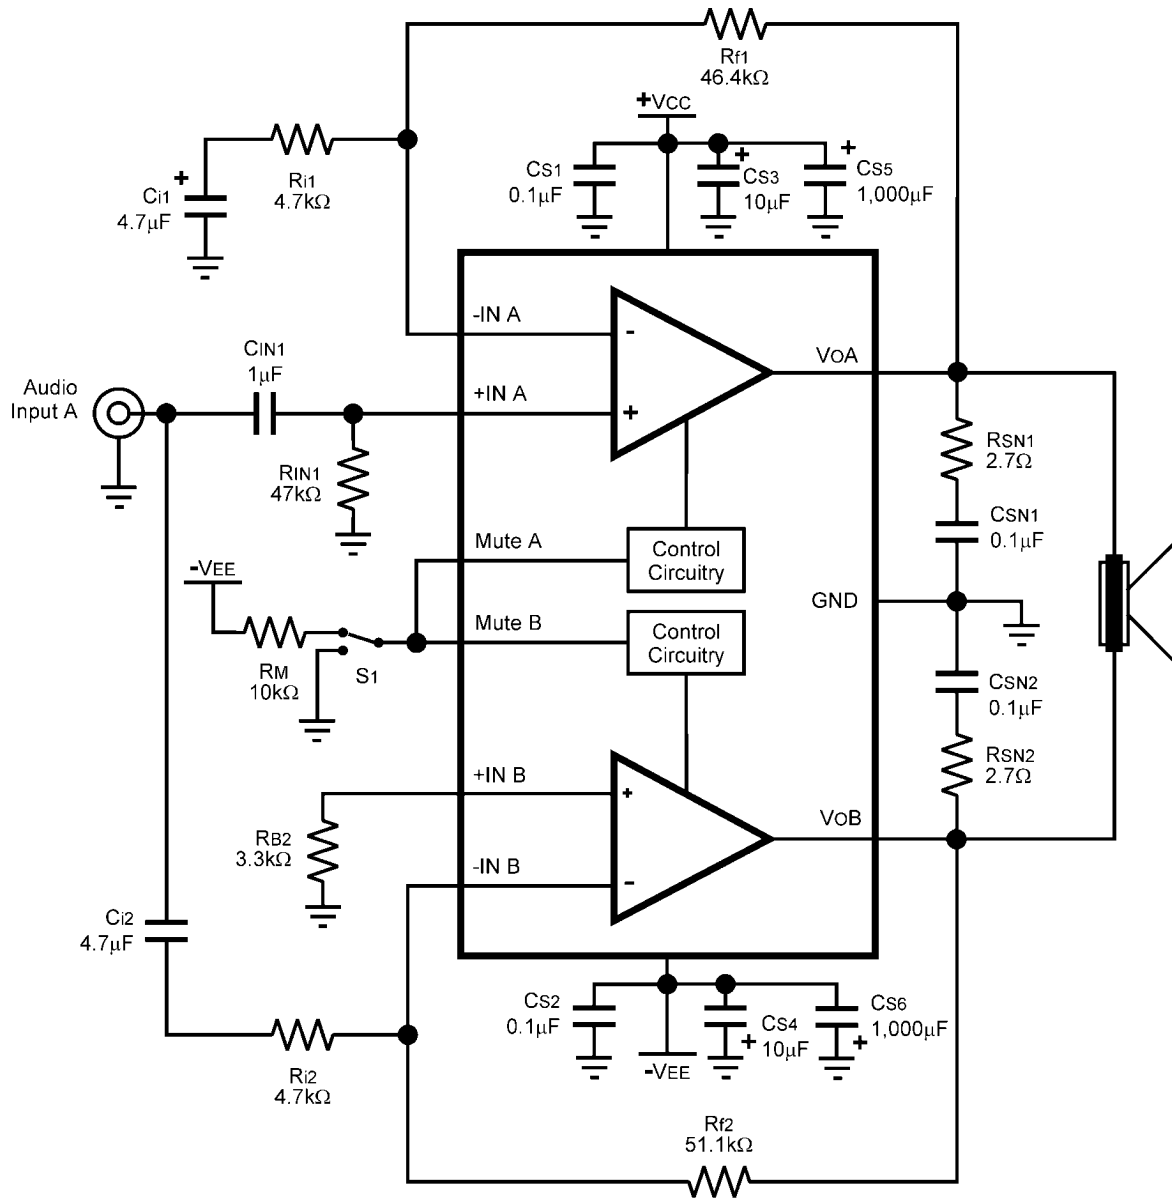 Rf1
46.4kΩ
+VCC
Ri1
4.7kΩ
Ci1
4.7µF
+
CS1
0.1µF
+
CS3
10µF
+
CS5
1,000µF
-IN A
-
CIN1
1µF
Audio
Input A
+IN A
+
VOA
RIN1
47kΩ
RSN1
2.7Ω
CSN1
0.1µF
Mute A
Control
Circuitry
-VEE
GND
Mute B
Control
Circuitry
RM
10kΩ
S1
CSN2
0.1µF
RSN2
2.7Ω
+IN B
+
VOB
RB2
3.3kΩ
-IN B
-
Ci2
4.7µF
CS2
0.1µF
CS4
10µF
+
CS6
1,000µF
+
-VEE
Ri2
4.7kΩ
Rf2
51.1kΩ